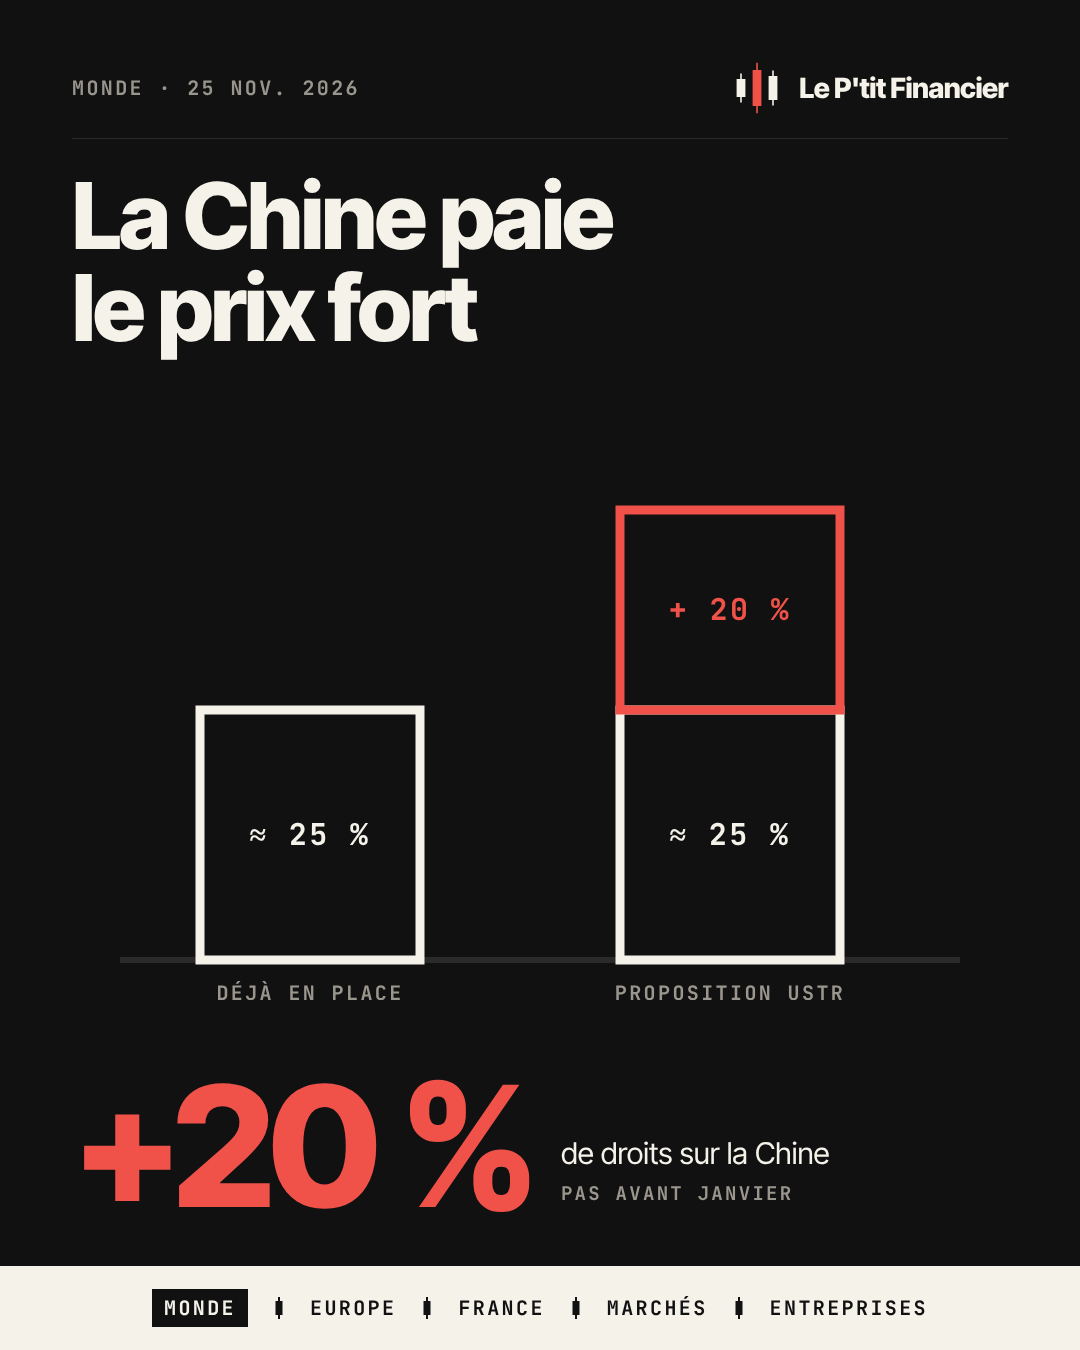 MONDE · 25 NOV. 2026
Le P'tit Financier
La Chine paie
le prix fort
+ 20 %
≈ 25 %
≈ 25 %
DÉJÀ EN PLACE
PROPOSITION USTR
+20 %
de droits sur la Chine
PAS AVANT JANVIER
MONDE EUROPE FRANCE MARCHÉS ENTREPRISES